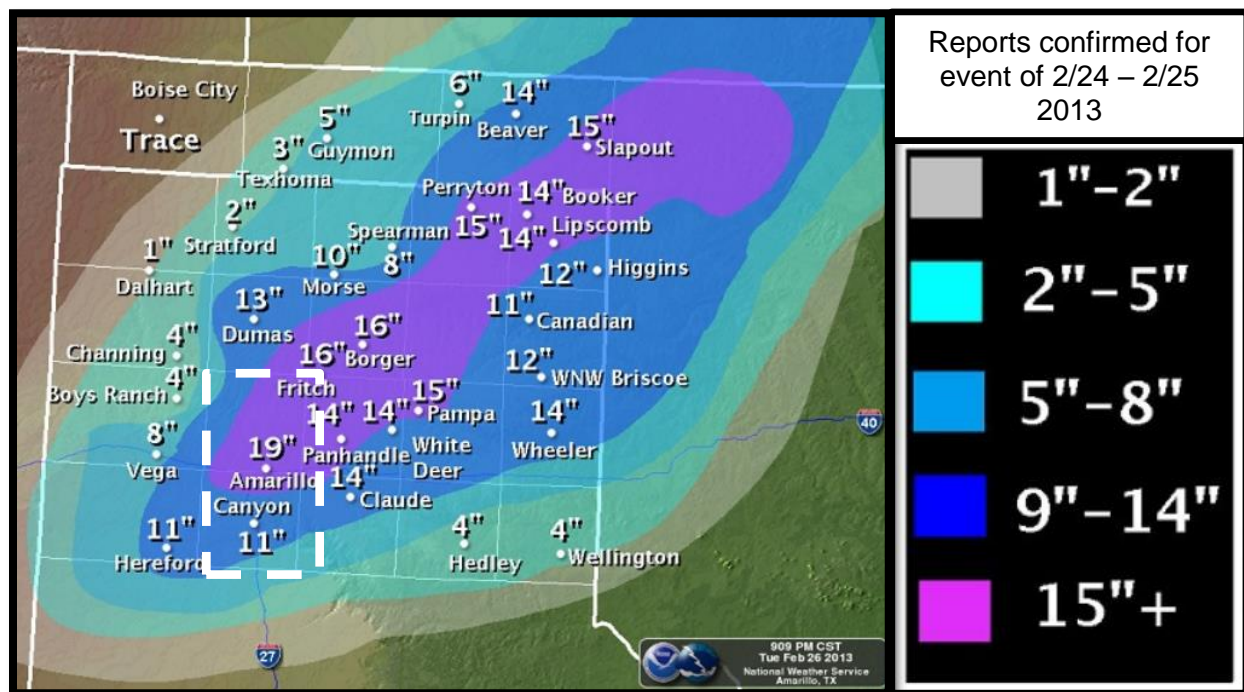 Reports confirmed for
event of 2/24 – 2/25
2013
1"-2"
2"-5"
5"-8"
9"-14"
15"+
Boise City
Trace
6"
Turpin
14"
Beaver
5"
Guymon
15"
Slapout
3"
Texhoma
Perryton
15"
14" Booker
2"
Stratford
Spearman
8"
14" Lipscomb
1"
Dalhart
10"
Morse
12" Higgins
13"
Dumas
11"
Canadian
4"
Channing
16"
Borger
16"
Fritch
12"
WNW Briscoe
4"
Boys Ranch
15"
Pampa
14"
Panhandle
14"
White
Deer
14"
Wheeler
40
8"
Vega
19"
Amarillo
14"
Claude
Canyon
11"
11"
Hereford
4"
Hedley
4"
Wellington
27
909 PM CST
Tue Feb 26 2013
National Weather Service
Amarillo, TX